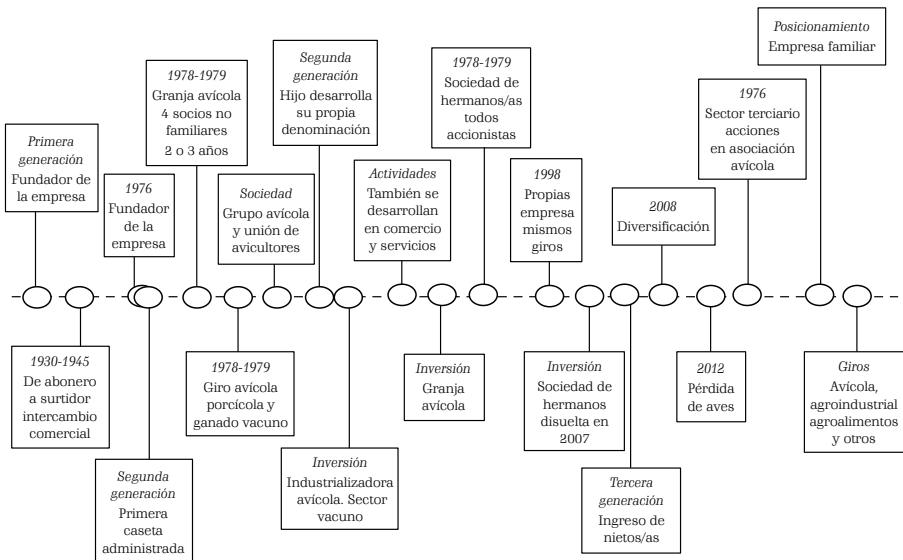 Posicionamiento
Empresa familiar
1978-1979
Granja avícola
4 socios no
familiares
2 o 3 años
Segunda
generación
Hijo desarrolla
su propia
denominación
1978-1979
Sociedad de
hermanos/as
todos
accionistas
1976
Sector terciario
acciones
en asociación
avícola
Primera
generación
Fundador de
la empresa
1976
Fundador
de la
empresa
Sociedad
Grupo avícola
y unión de
avicultores
Actividades
También se
desarrollan
en comercio
y servicios
1998
Propias
empresa
mismos
giros
2008
Diversificación
1930-1945
De abonero
a surtidor
intercambio
comercial
1978-1979
Giro avícola
porcícola y
ganado vacuno
Inversión
Granja
avícola
Inversión
Sociedad de
hermanos
disuelta en
2007
2012
Pérdida
de aves
Giros
Avícola,
agroindustrial
agroalimentos
y otros
Segunda
generación
Primera
caseta
administrada
Inversión
Industrializadora
avícola. Sector
vacuno
Tercera
generación
Ingreso de
nietos/as